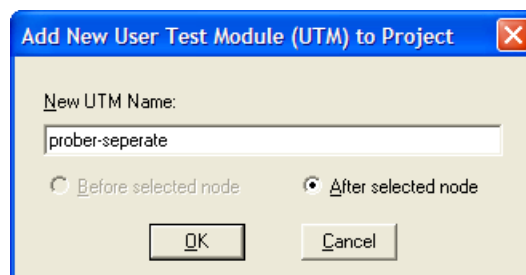 Add New User Test Module (UTM) to Project
New UTM Name:
prober-seperate
Before selected node After selected node
OK Cancel